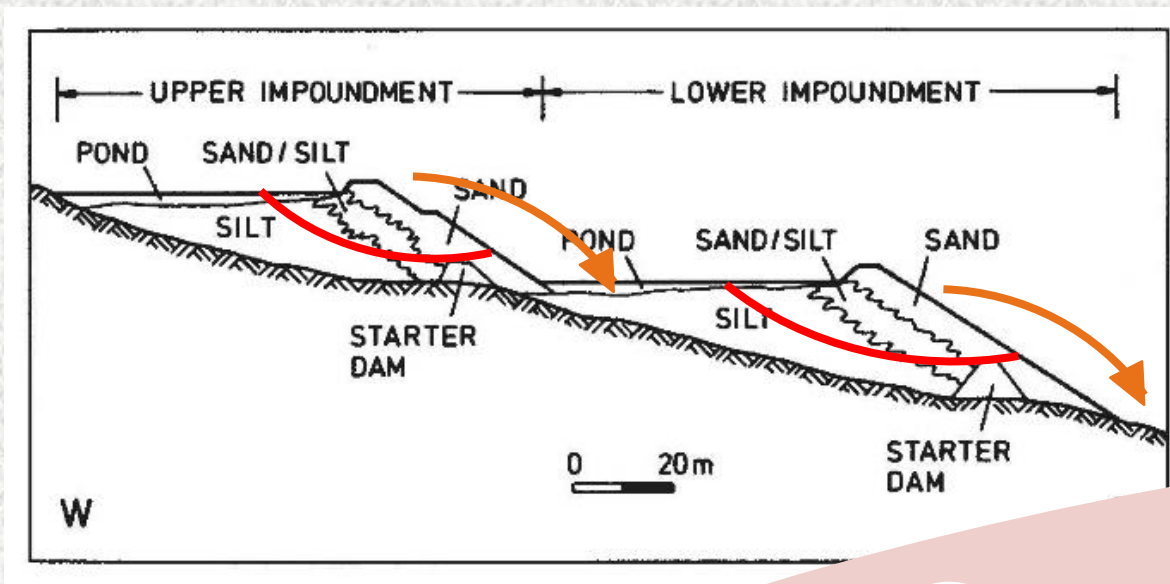 UPPER IMPOUNDMENT
LOWER IMPOUNDMENT
POND
SAND/SILT
SAND
SILT
POND
SAND/SILT
SAND
SILT
STARTER
DAM
STARTER
DAM
0 20m
W